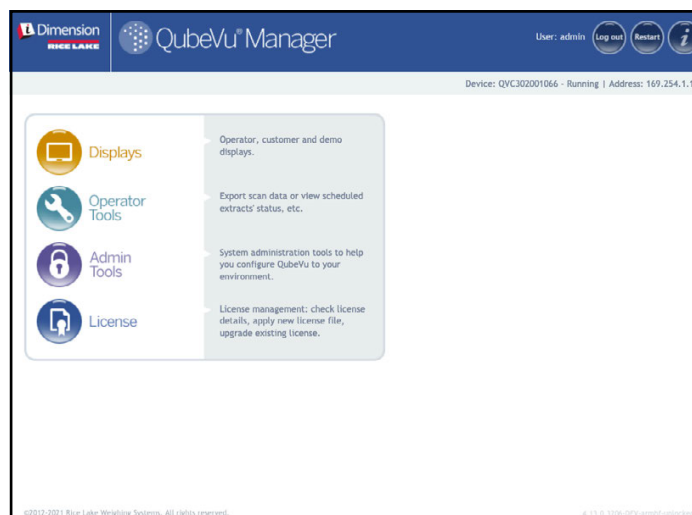 iDimension
RICE LAKE
QubeVu® Manager
User: admin
Log out
Restart
i
Device: QVC302001066 - Running | Address: 169.254.1.1
Displays
Operator, customer and demo
displays.
Operator
Tools
Export scan data or view scheduled
extracts' status, etc.
Admin
Tools
System administration tools to help
you configure QubeVu to your
environment.
License
License management: check license
details, apply new license file,
upgrade existing license.
©2012-2021 Rice Lake Weighing Systems. All rights reserved.